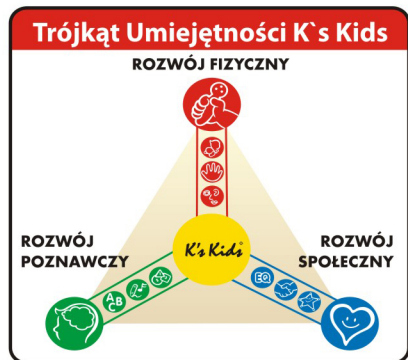 Trójkąt Umiejętności K`s Kids
ROZWÓJ FIZYCZNY
K's Kids
ROZWÓJ
POZNAWCZY
ROZWÓJ
SPOŁECZNY
A
B C
EQ